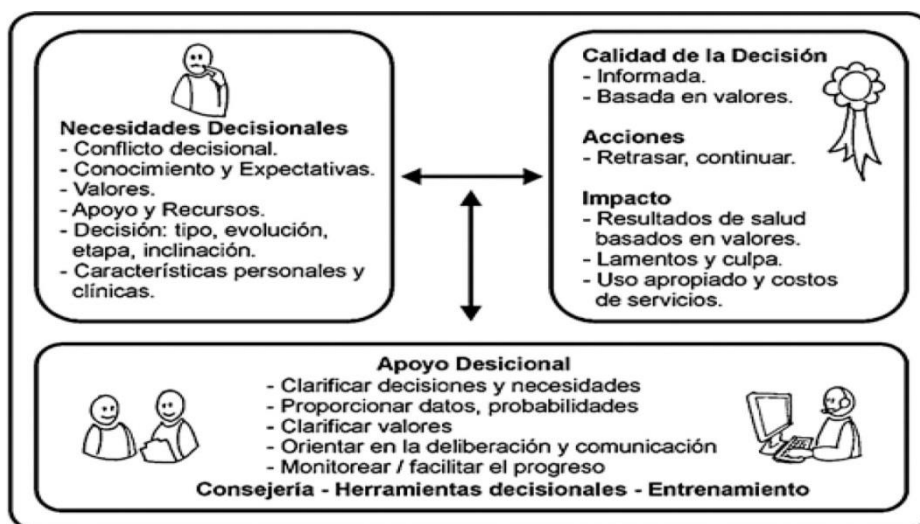 Necesidades Decisionales
- Conflicto decisional.
- Conocimiento y Expectativas.
- Valores.
- Apoyo y Recursos.
- Decisión: tipo, evolución,
etapa, inclinación.
- Características personales y
clínicas.
Calidad de la Decisión
- Informada.
- Basada en valores.
Acciones
- Retrasar, continuar.
Impacto
- Resultados de salud
basados en valores.
- Lamentos y culpa.
- Uso apropiado y costos
de servicios.
Apoyo Desicional
- Clarificar decisiones y necesidades
- Proporcionar datos, probabilidades
- Clarificar valores
- Orientar en la deliberación y comunicación
- Monitorear / facilitar el progreso
Consejería - Herramientas decisionales - Entrenamiento